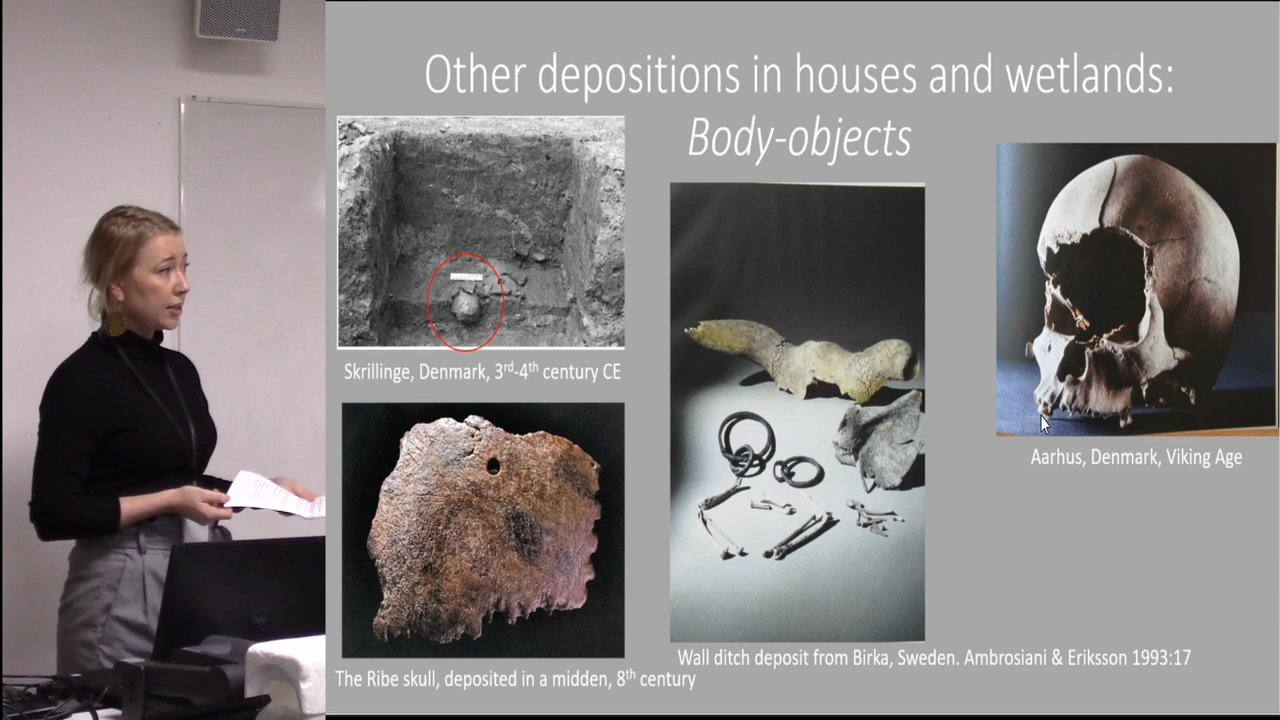 Other depositions in houses and wetlands:
Body-objects
Skrillinge, Denmark, 3rd-4th century CE
Aarhus, Denmark, Viking Age
Wall ditch deposit from Birka, Sweden. Ambrosiani & Eriksson 1993:17
The Ribe skull, deposited in a midden, 8th century